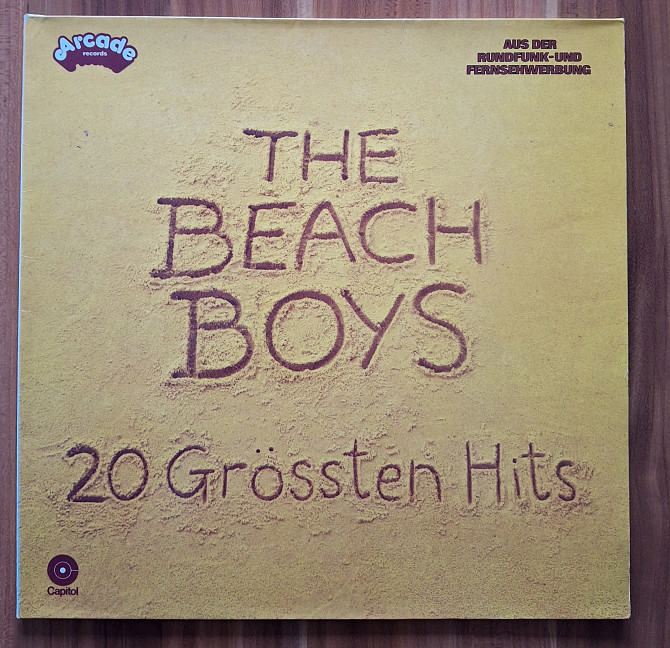 Arcade
records
AUS DER
RUNDFUNK-UND
FERNSEHWERBUNG
THE
BEACH
BOYS
20 Grössten Hits
Capitol